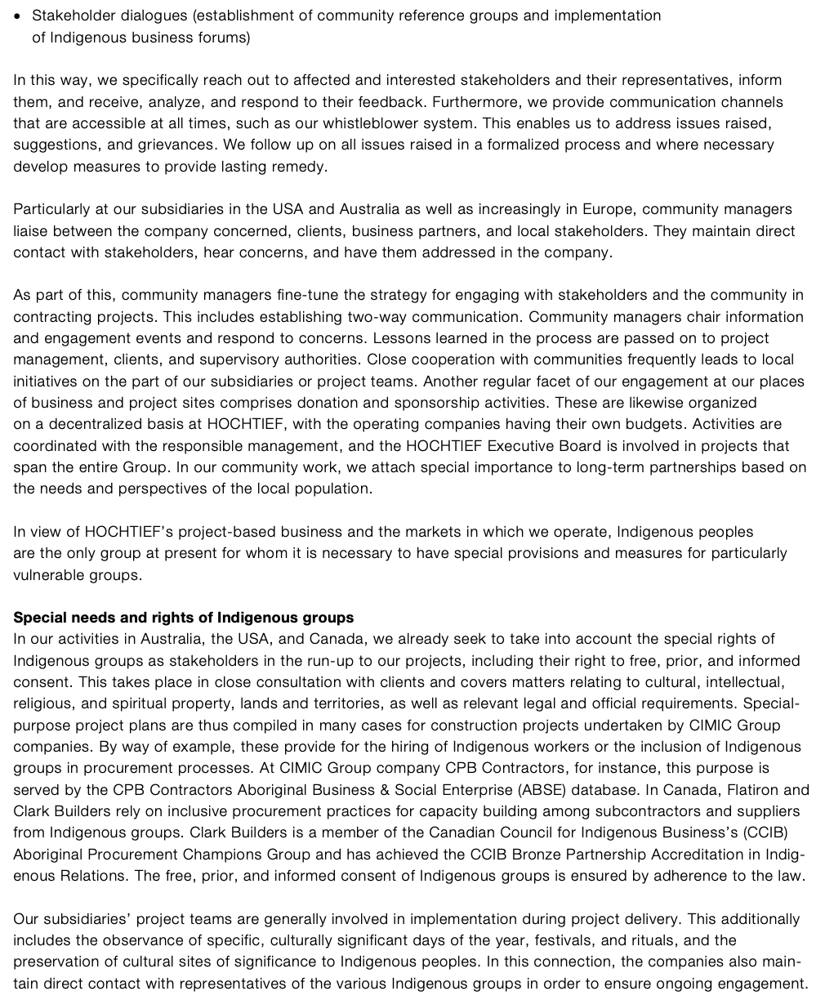 • Stakeholder dialogues (establishment of community reference groups and implementation
of Indigenous business forums)
In this way, we specifically reach out to affected and interested stakeholders and their representatives, inform
them, and receive, analyze, and respond to their feedback. Furthermore, we provide communication channels
that are accessible at all times, such as our whistleblower system. This enables us to address issues raised,
suggestions, and grievances. We follow up on all issues raised in a formalized process and where necessary
develop measures to provide lasting remedy.
Particularly at our subsidiaries in the USA and Australia as well as increasingly in Europe, community managers
liaise between the company concerned, clients, business partners, and local stakeholders. They maintain direct
contact with stakeholders, hear concerns, and have them addressed in the company.
As part of this, community managers fine-tune the strategy for engaging with stakeholders and the community in
contracting projects. This includes establishing two-way communication. Community managers chair information
and engagement events and respond to concerns. Lessons learned in the process are passed on to project
management, clients, and supervisory authorities. Close cooperation with communities frequently leads to local
initiatives on the part of our subsidiaries or project teams. Another regular facet of our engagement at our places
of business and project sites comprises donation and sponsorship activities. These are likewise organized
on a decentralized basis at HOCHTIEF, with the operating companies having their own budgets. Activities are
coordinated with the responsible management, and the HOCHTIEF Executive Board is involved in projects that
span the entire Group. In our community work, we attach special importance to long-term partnerships based on
the needs and perspectives of the local population.
In view of HOCHTIEF’s project-based business and the markets in which we operate, Indigenous peoples
are the only group at present for whom it is necessary to have special provisions and measures for particularly
vulnerable groups.
Special needs and rights of Indigenous groups
In our activities in Australia, the USA, and Canada, we already seek to take into account the special rights of
Indigenous groups as stakeholders in the run-up to our projects, including their right to free, prior, and informed
consent. This takes place in close consultation with clients and covers matters relating to cultural, intellectual,
religious, and spiritual property, lands and territories, as well as relevant legal and official requirements. Special-
purpose project plans are thus compiled in many cases for construction projects undertaken by CIMIC Group
companies. By way of example, these provide for the hiring of Indigenous workers or the inclusion of Indigenous
groups in procurement processes. At CIMIC Group company CPB Contractors, for instance, this purpose is
served by the CPB Contractors Aboriginal Business & Social Enterprise (ABSE) database. In Canada, Flatiron and
Clark Builders rely on inclusive procurement practices for capacity building among subcontractors and suppliers
from Indigenous groups. Clark Builders is a member of the Canadian Council for Indigenous Business’s (CCIB)
Aboriginal Procurement Champions Group and has achieved the CCIB Bronze Partnership Accreditation in Indig-
enous Relations. The free, prior, and informed consent of Indigenous groups is ensured by adherence to the law.
Our subsidiaries’ project teams are generally involved in implementation during project delivery. This additionally
includes the observance of specific, culturally significant days of the year, festivals, and rituals, and the
preservation of cultural sites of significance to Indigenous peoples. In this connection, the companies also main-
tain direct contact with representatives of the various Indigenous groups in order to ensure ongoing engagement.